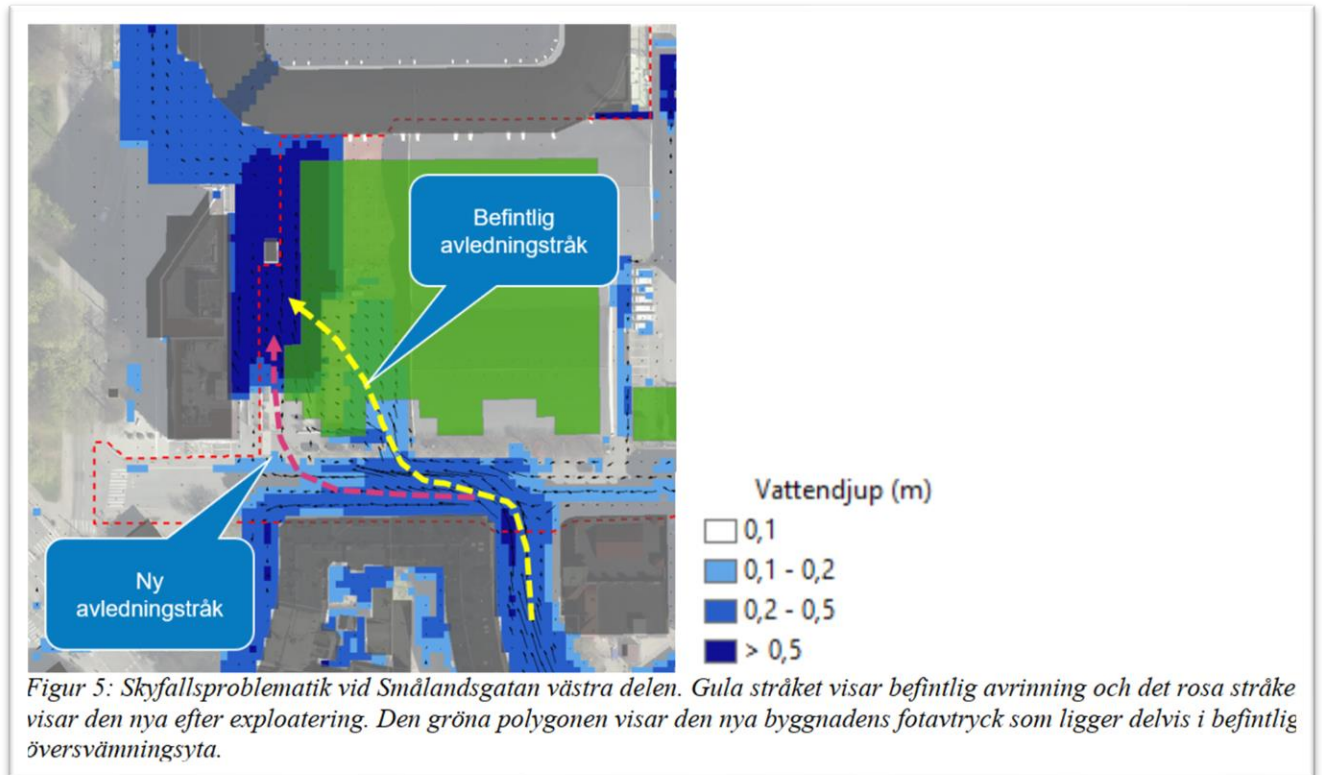 Befintlig
avledningstråk
Ny
avledningstråk
Vattendjup (m)
0,1
0,1 - 0,2
0,2 - 0,5
> 0,5
Figur 5: Skyfallsproblematik vid Smålandsgatan västra delen. Gula stråket visar befintlig avrinning och det rosa stråke
visar den nya efter exploatering. Den gröna polygonen visar den nya byggnadens fotavtryck som ligger delvis i befintlig
översvämningsyta.